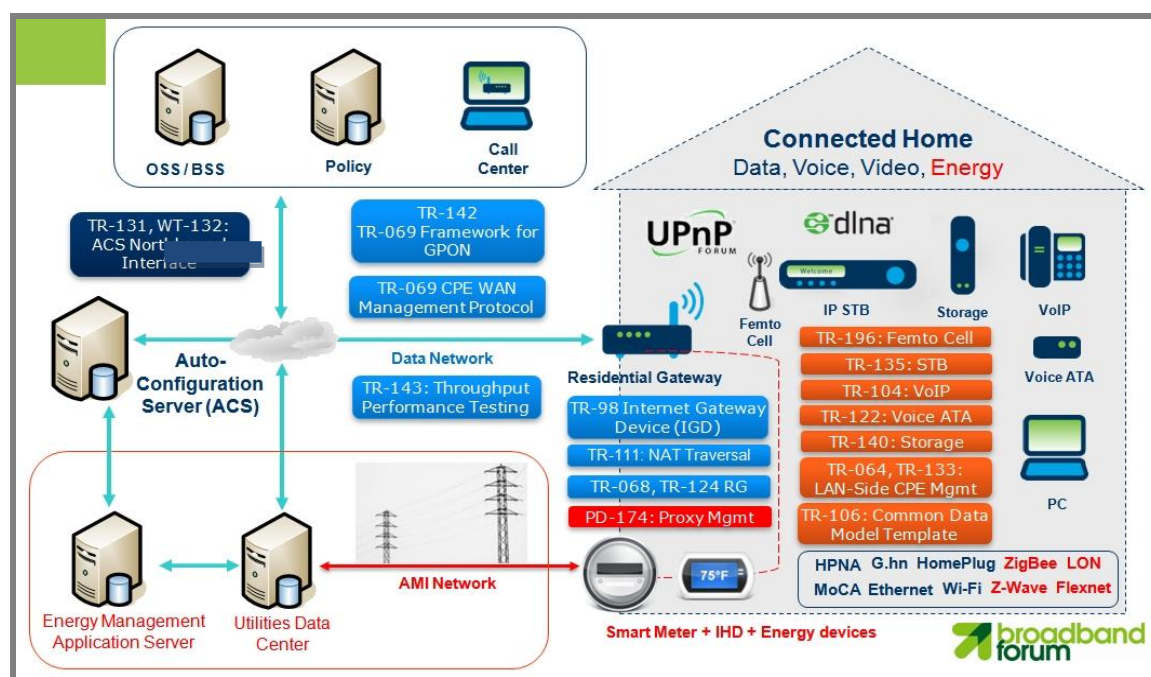 OSS / BSS
Policy
Call
Center
TR-131, WT-132:
ACS
Interface
TR-142
TR-069 Framework for
GPON
TR-069 CPE WAN
Management Protocol
Auto-
Configuration
Server (ACS)
Data Network
TR-143: Throughput
Performance Testing
Connected Home
Data, Voice, Video, Energy
UPnP
FORUM
dlna
Welcome
Femto
Cell
IP STB
Storage
VoIP
Voice ATA
PC
Residential Gateway
TR-98 Internet Gateway
Device (IGD)
TR-111: NAT Traversal
TR-068, TR-124 RG
PD-174: Proxy Mgmt
TR-196: Femto Cell
TR-135: STB
TR-104: VoIP
TR-122: Voice ATA
TR-140: Storage
TR-064, TR-133:
LAN-Side CPE Mgmt
TR-106: Common Data
Model Template
HPNA G.hn HomePlug ZigBee LON
MoCA Ethernet Wi-Fi Z-Wave Flexnet
75°F
AMI Network
Energy Management
Application Server
Utilities Data
Center
Smart Meter + IHD + Energy devices
broadband
forum